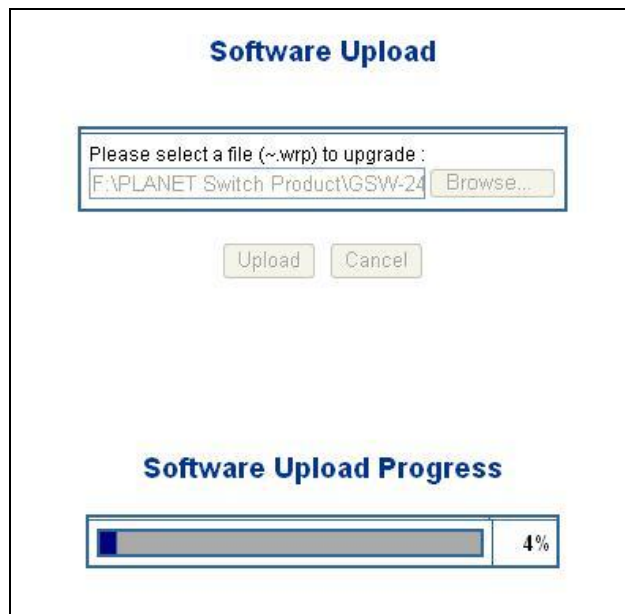 Software Upload
Please select a file (~.wrp) to upgrade :
F:\PLANET Switch Product\GSW-24 Browse...
Upload Cancel
Software Upload Progress
4%